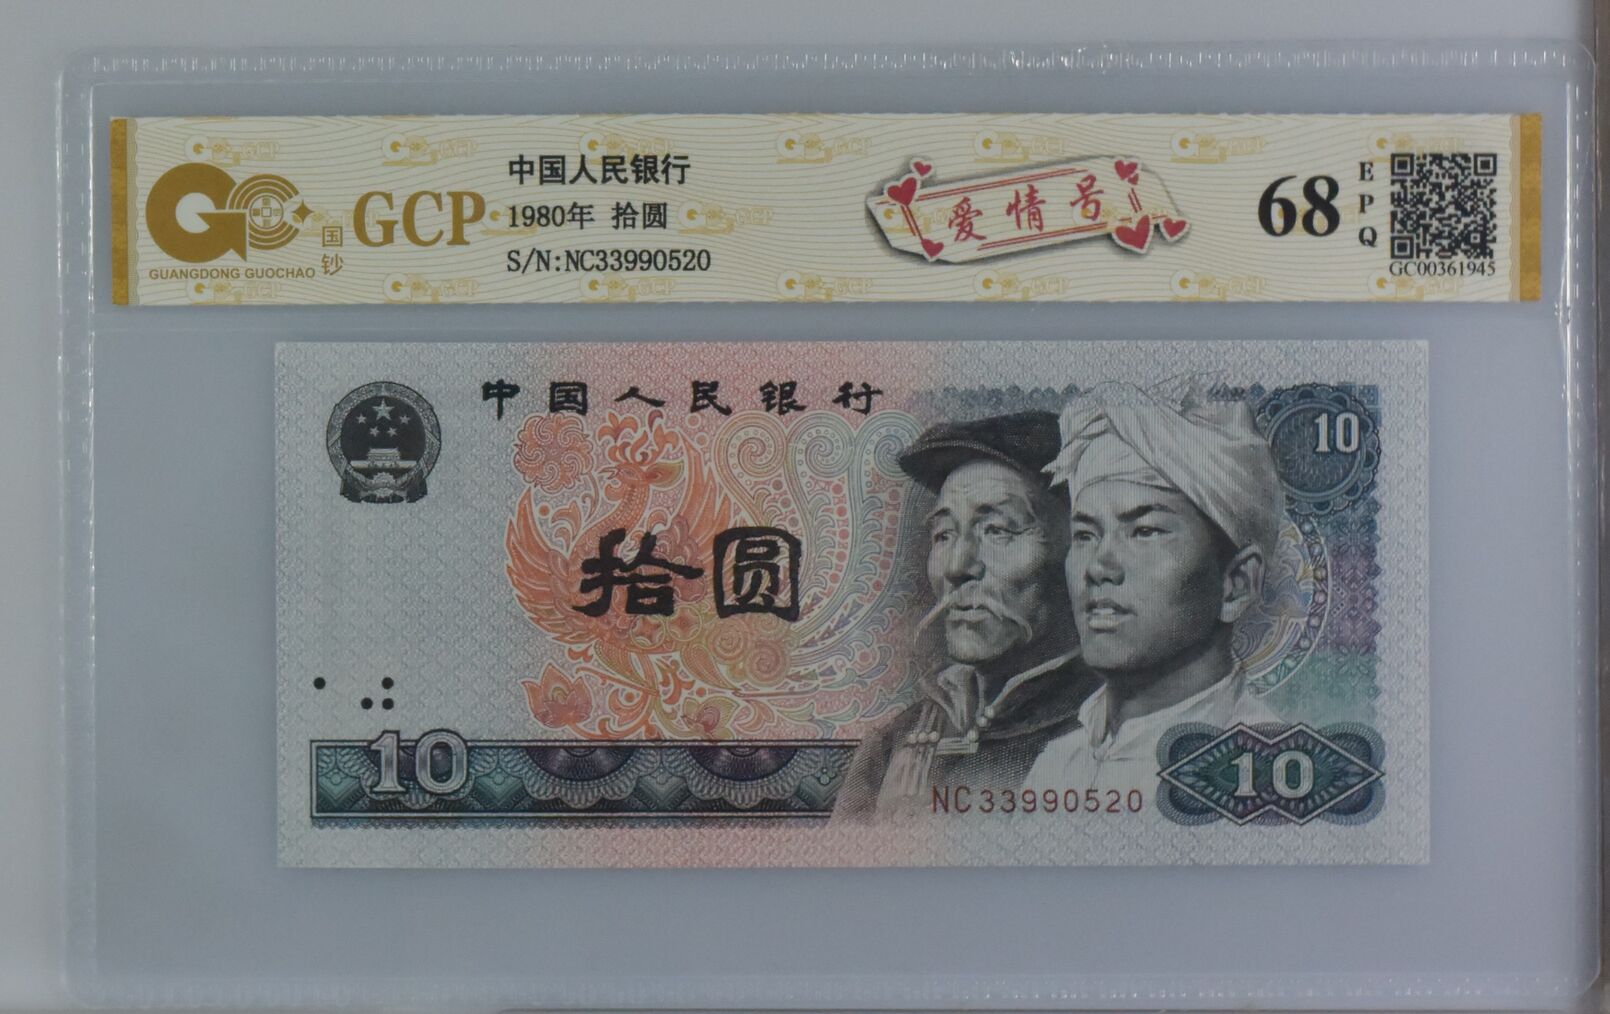 GUANGDONG GUOCHAO
国钞
GCP
中国人民银行
1980年 拾圆
S/N:NC33990520
爱情号
68
EPQ
GC00361945
中国人民银行
10
拾圆
10
NC33990520
10